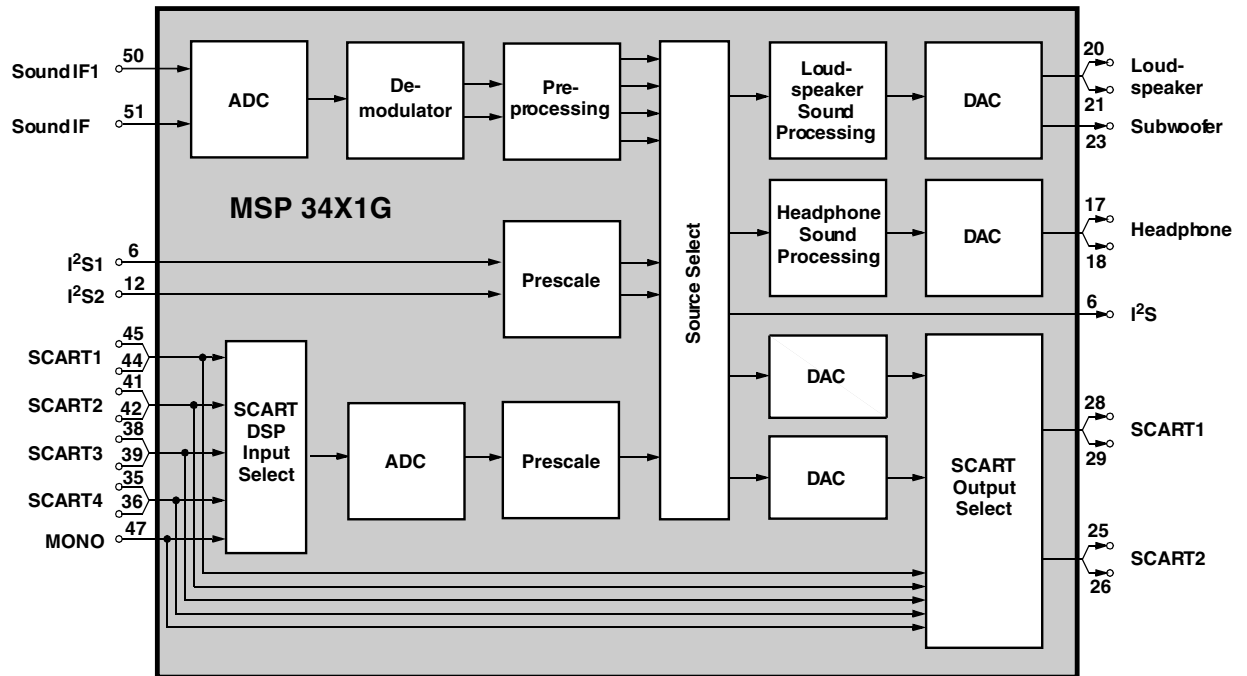 50
Sound IF1
51
Sound IF
ADC
De-
modulator
Pre-
processing
Source Select
Loud-
speaker
Sound
Processing
DAC
20
Loud-
speaker
21
Subwoofer
23
MSP 34X1G
Headphone
Sound
Processing
DAC
17
Headphone
18
6
I²S1
12
I²S2
Prescale
6
I²S
45
SCART1
44
41
SCART2
42
38
SCART3
39
35
SCART4
36
47
MONO
SCART
DSP
Input
Select
ADC
Prescale
DAC
DAC
SCART
Output
Select
28
SCART1
29
25
SCART2
26